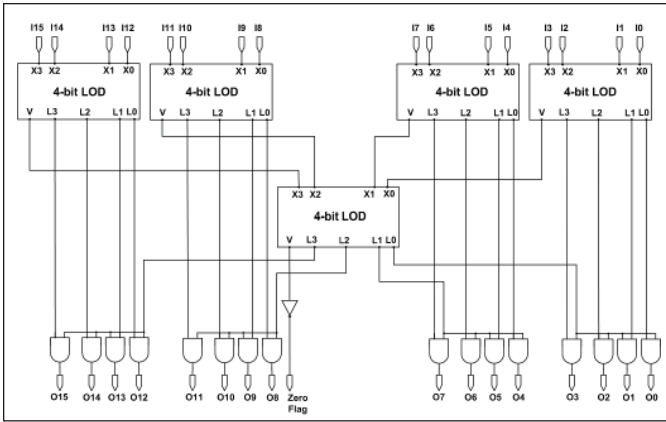 I15 I14 I13 I12 I11 I10 I9 I8 I7 I6 I5 I4 I3 I2 I1 I0
X3 X2 X1 X0 X3 X2 X1 X0 X3 X2 X1 X0 X3 X2 X1 X0
4-bit LOD 4-bit LOD 4-bit LOD 4-bit LOD
V L3 L2 L1 L0 V L3 L2 L1 L0 V L3 L2 L1 L0 V L3 L2 L1 L0
X3 X2 X1 X0
4-bit LOD
V L3 L2 L1 L0
O15 O14 O13 O12 O11 O10 O9 O8 Zero O7 O6 O5 O4 O3 O2 O1 O0
Flag